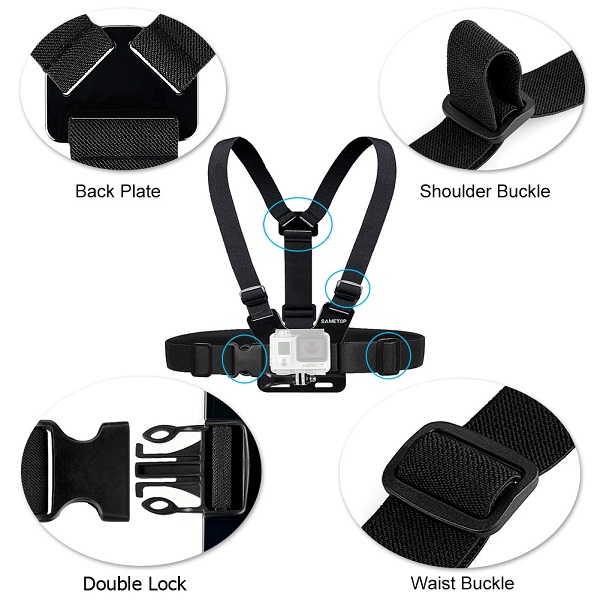 Back Plate
Shoulder Buckle
SAMETOP
Double Lock
Waist Buckle